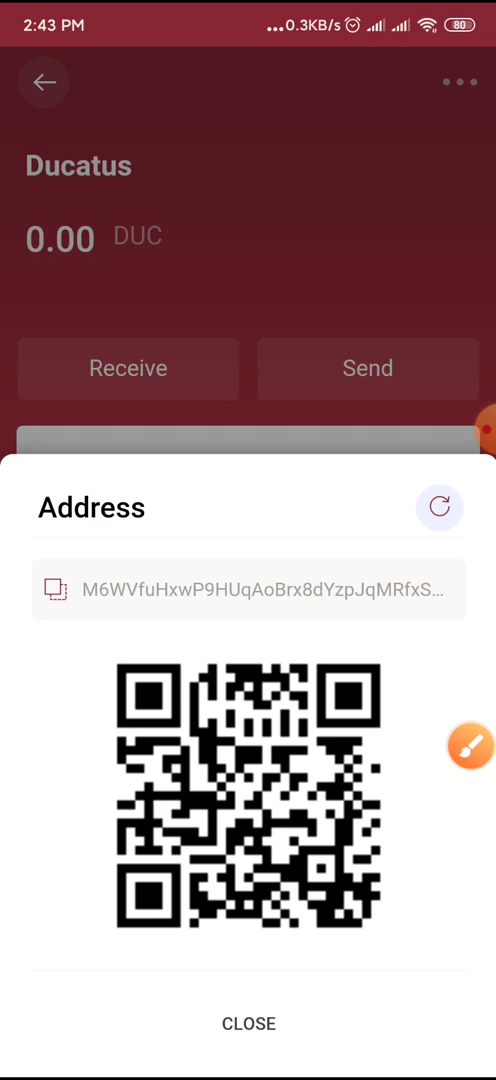 2:43 PM
...0.3KB/s
80
Ducatus
0.00 DUC
Receive
Send
Address
M6WVfuHxwP9HUqAoBrx8dYzpJqMRfxS...
CLOSE